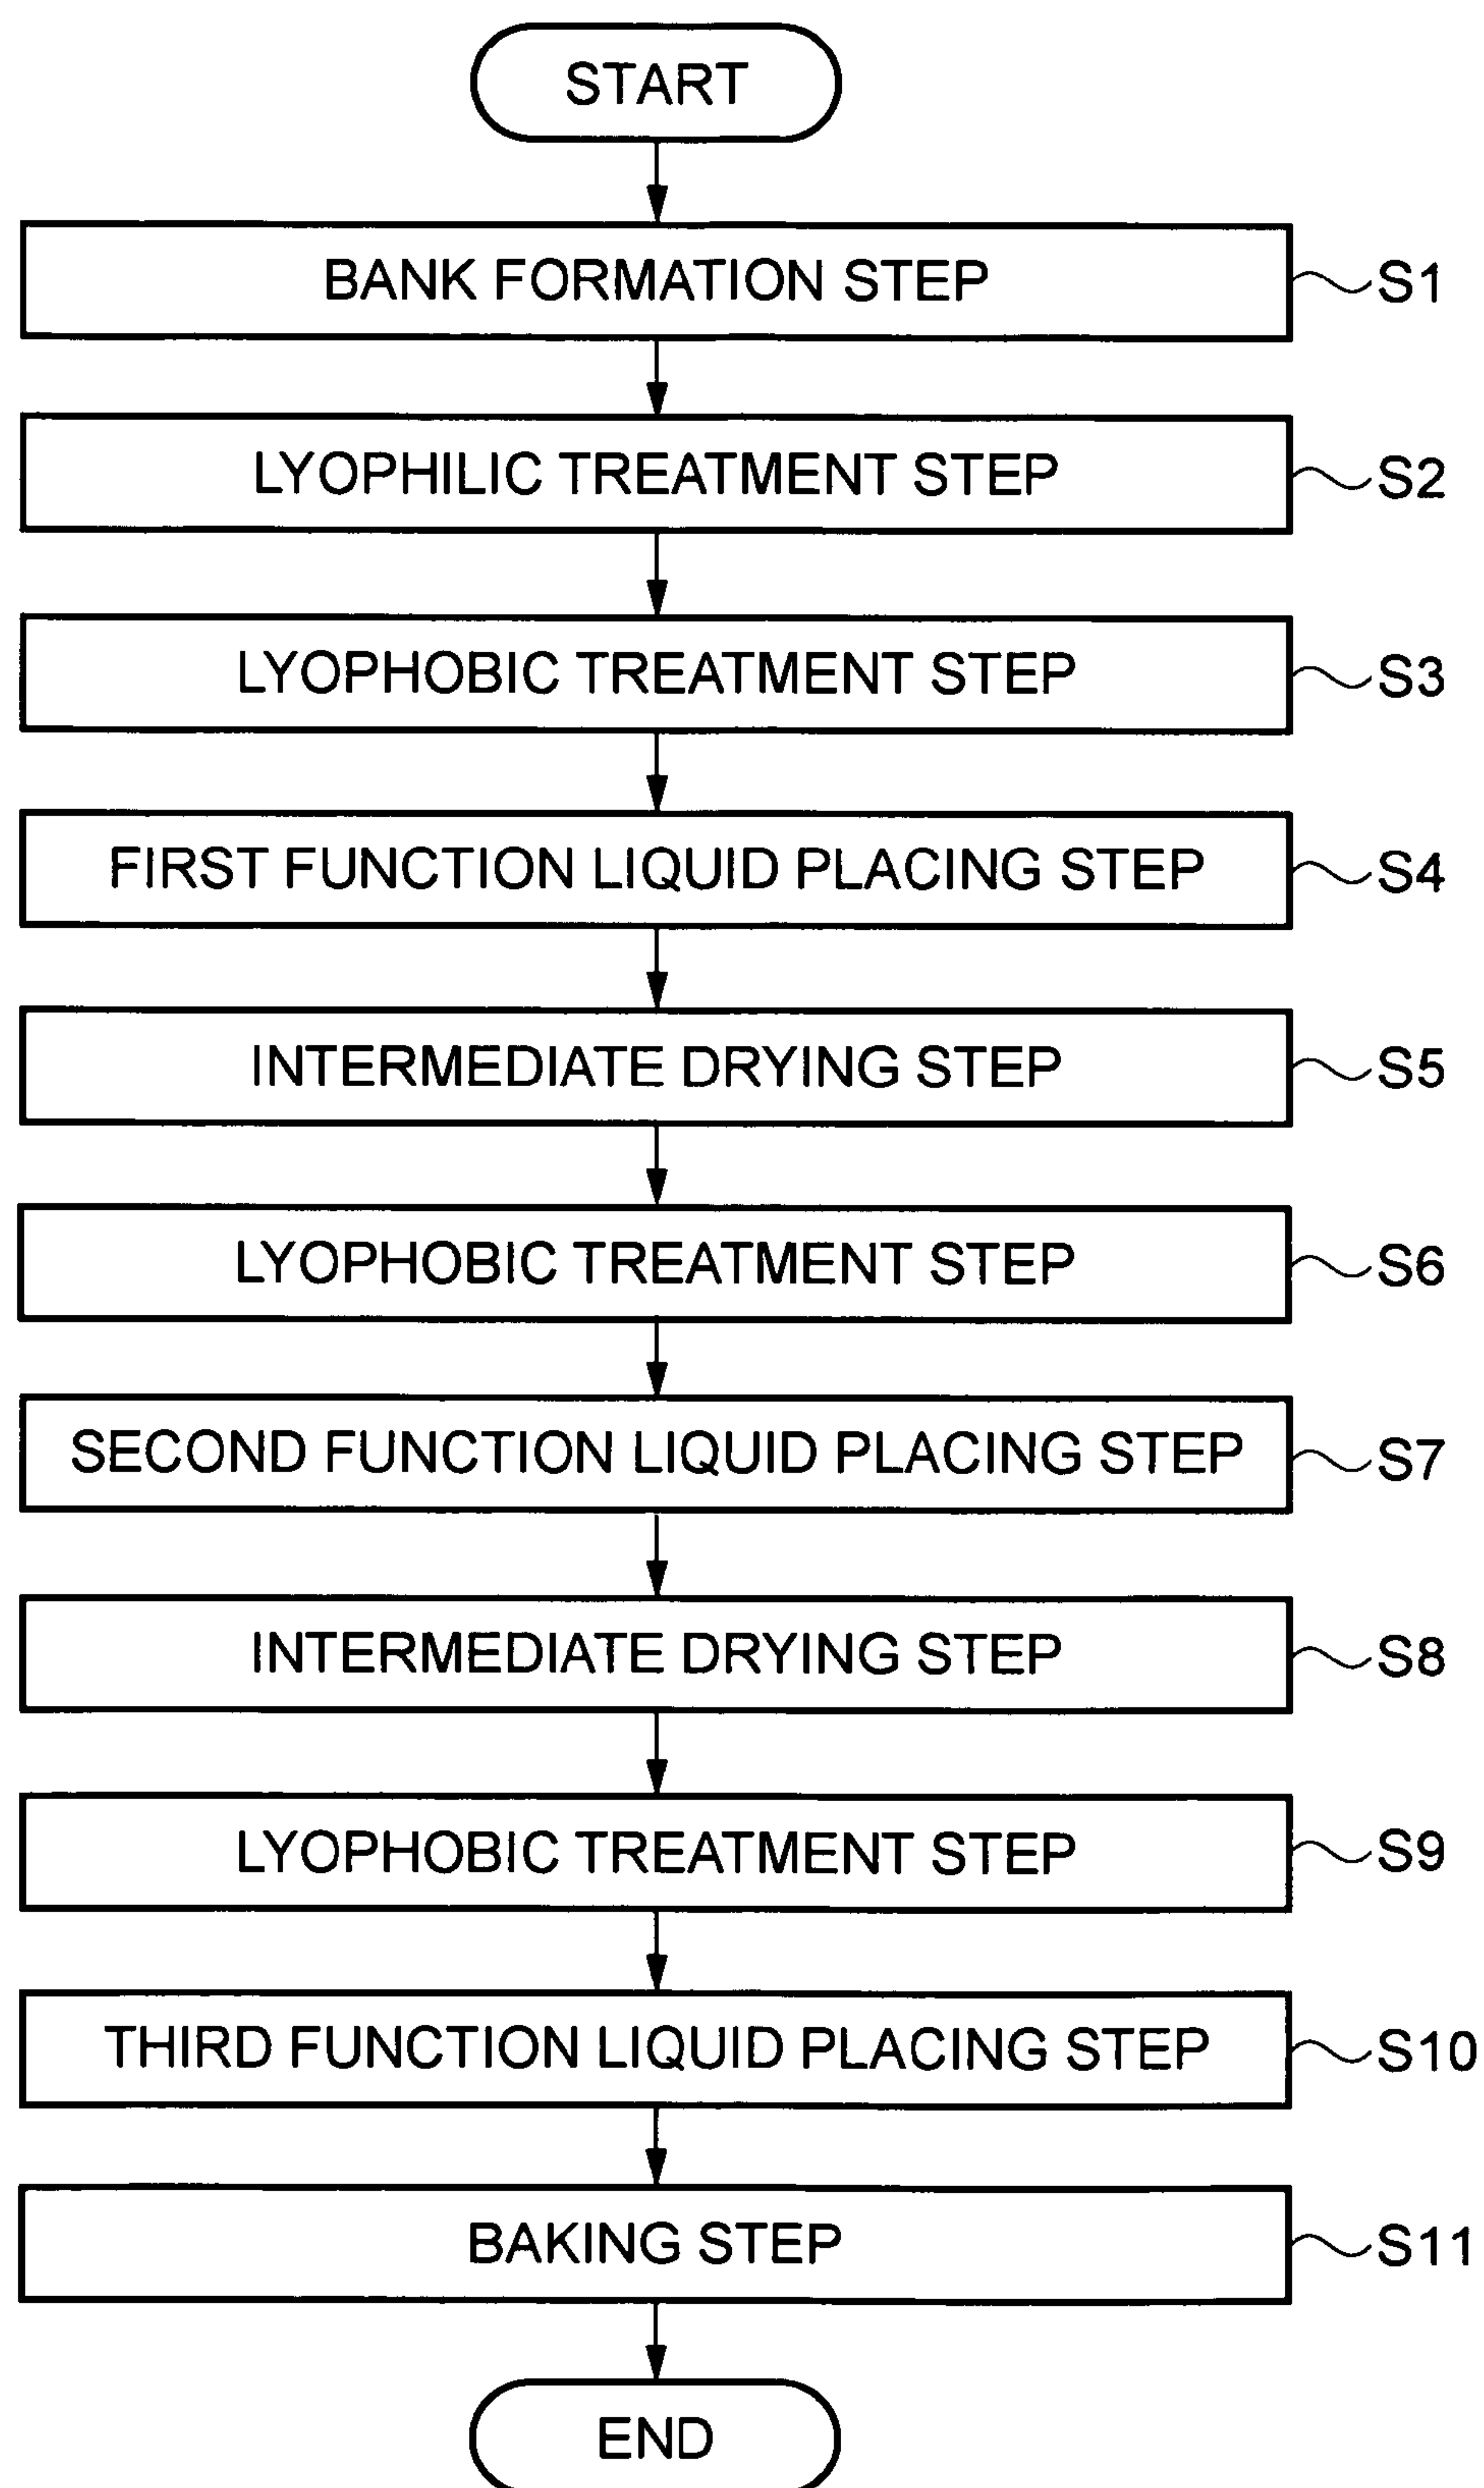 START
BANK FORMATION STEP
S1
LYOPHILIC TREATMENT STEP
S2
LYOPHOBIC TREATMENT STEP
S3
FIRST FUNCTION LIQUID PLACING STEP
S4
INTERMEDIATE DRYING STEP
S5
LYOPHOBIC TREATMENT STEP
S6
SECOND FUNCTION LIQUID PLACING STEP
S7
INTERMEDIATE DRYING STEP
S8
LYOPHOBIC TREATMENT STEP
S9
THIRD FUNCTION LIQUID PLACING STEP
S10
BAKING STEP
S11
END